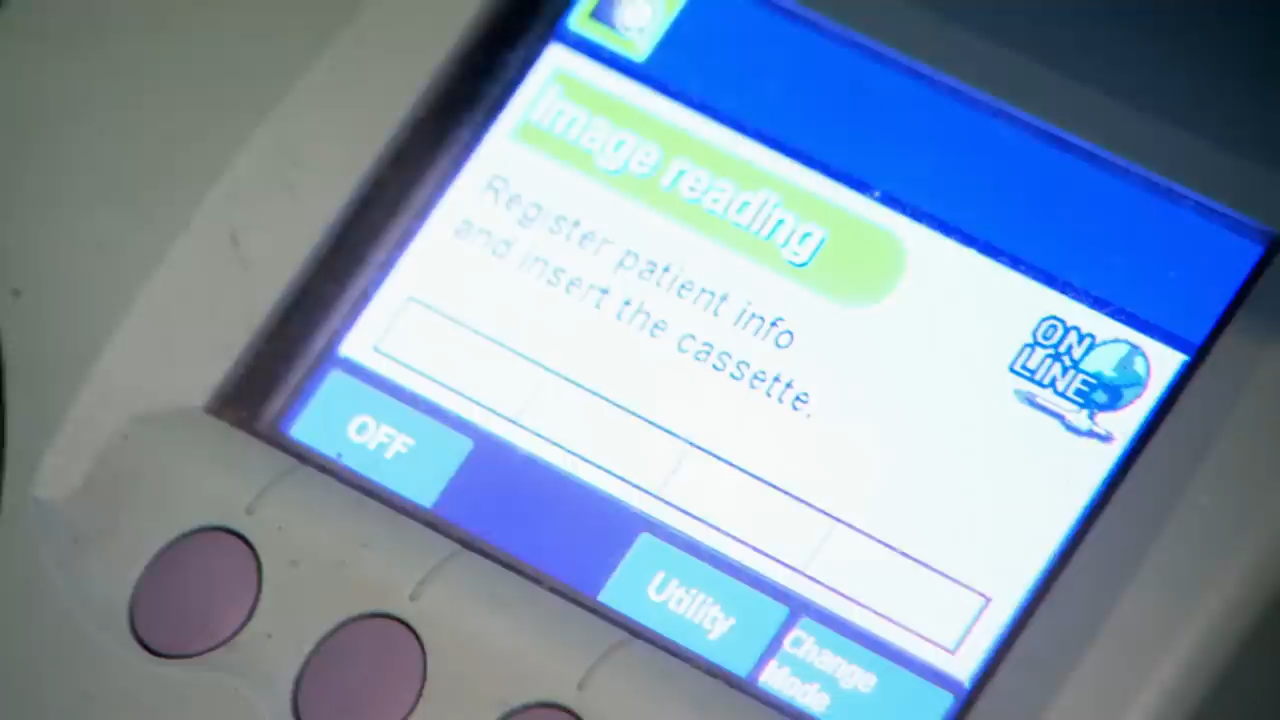 Image reading
Register patient info
and insert the cassette.
ON
LINE
OFF
Utility
Change
Mode